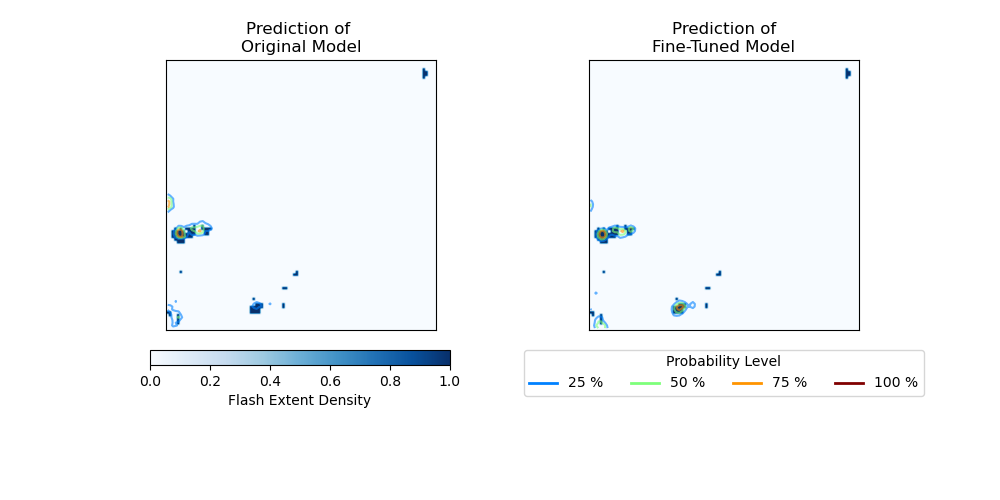 Prediction of
Original Model
Prediction of
Fine-Tuned Model
0.0 0.2 0.4 0.6 0.8 1.0
Flash Extent Density
Probability Level
25 % 50 % 75 % 100 %